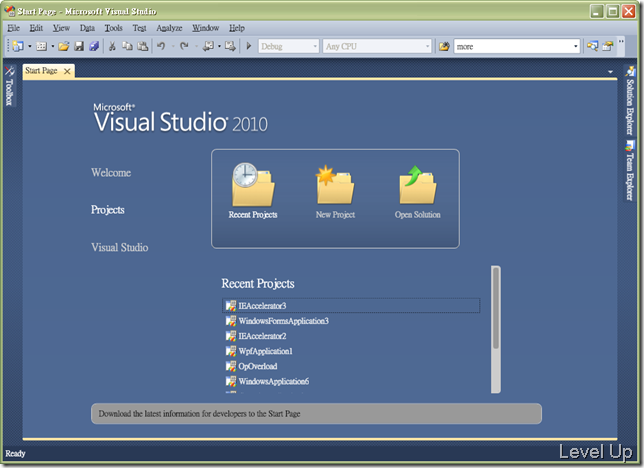 Start Page - Microsoft Visual Studio
File Edit View Data Tools Test Analyze Window Help
Debug Any CPU more
Start Page
Toolbox
Solution Explorer
Team Explorer
Microsoft®
Visual Studio® 2010
Welcome
Projects
Visual Studio
Recent Projects New Project Open Solution
Recent Projects
IEAccelerator3
WindowsFormsApplication3
IEAccelerator2
WpfApplication1
OpOverload
WindowsApplication6
Download the latest information for developers to the Start Page
Ready
Level Up